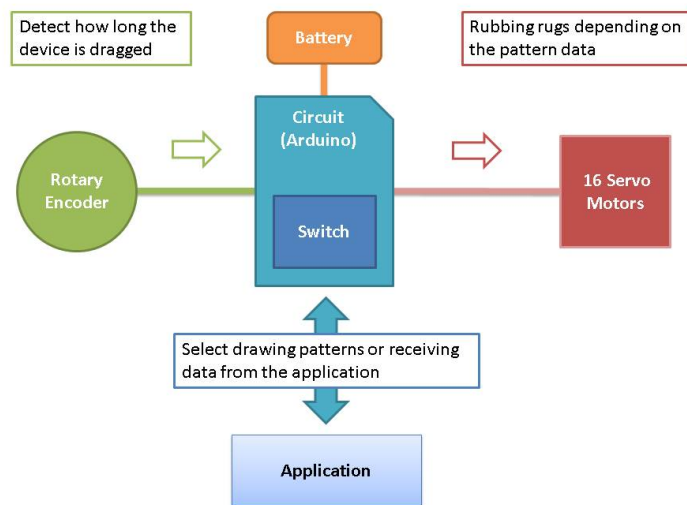 Detect how long the
device is dragged
Battery
Rubbing rugs depending on
the pattern data
Circuit
(Arduino)
Rotary
Encoder
16 Servo
Motors
Switch
Select drawing patterns or receiving
data from the application
Application